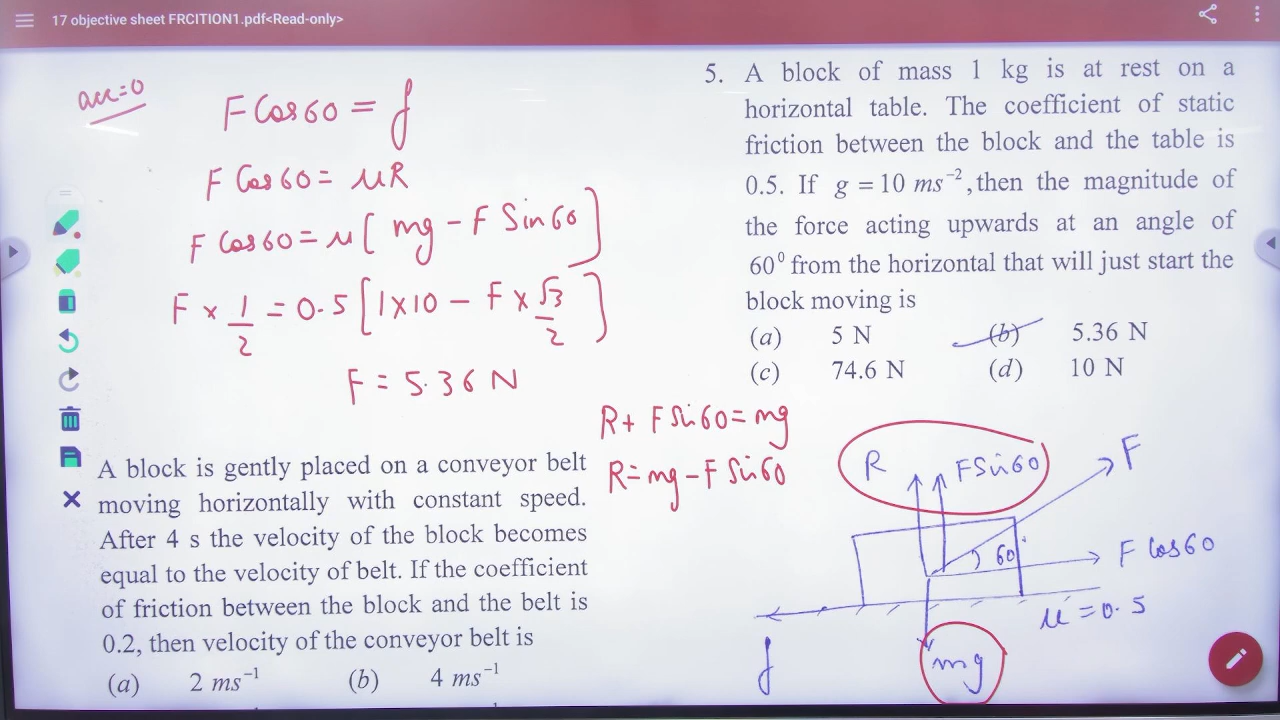 17 objective sheet FRCITION1.pdf<Read-only>
acc=0
F Cos 60 = f
F Cos 60 = μR
F Cos 60 = μ [ mg - F Sin 60 ]
F × 1/2 = 0.5 [ 1×10 - F × √3/2 ]
F = 5.36 N
5. A block of mass 1 kg is at rest on a
horizontal table. The coefficient of static
friction between the block and the table is
0.5. If g = 10 ms⁻², then the magnitude of
the force acting upwards at an angle of
60⁰ from the horizontal that will just start the
block moving is
(a) 5 N (b) 5.36 N
(c) 74.6 N (d) 10 N
R + F Sin 60 = mg
R = mg - F Sin 60
R F Sin 60 F
60°
F Cos 60
μ = 0.5
f mg
A block is gently placed on a conveyor belt
moving horizontally with constant speed.
After 4 s the velocity of the block becomes
equal to the velocity of belt. If the coefficient
of friction between the block and the belt is
0.2, then velocity of the conveyor belt is
(a) 2 ms⁻¹ (b) 4 ms⁻¹